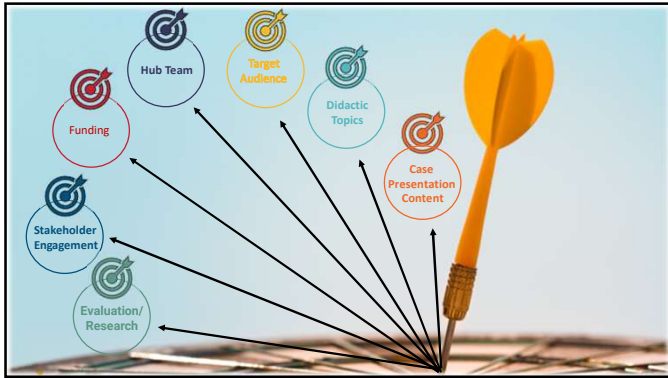 Hub Team
Target
Audience
Didactic
Topics
Funding
Case
Presentation
Content
Stakeholder
Engagement
Evaluation/
Research